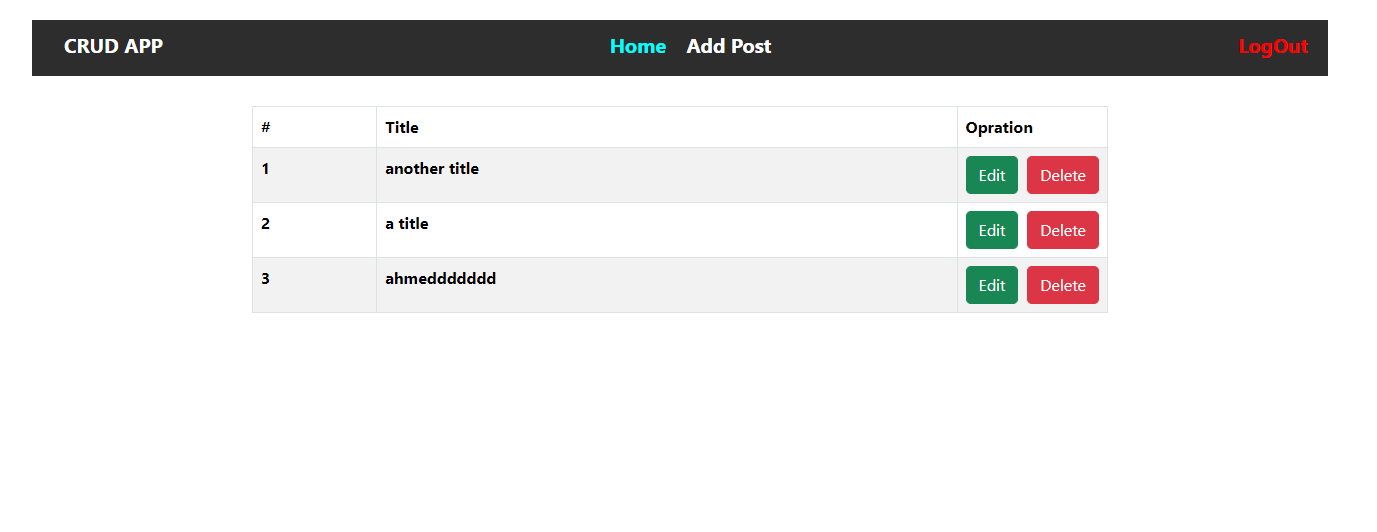 CRUD APP Home Add Post LogOut
# Title Opration
1 another title Edit Delete
2 a title Edit Delete
3 ahmedddddd Edit Delete